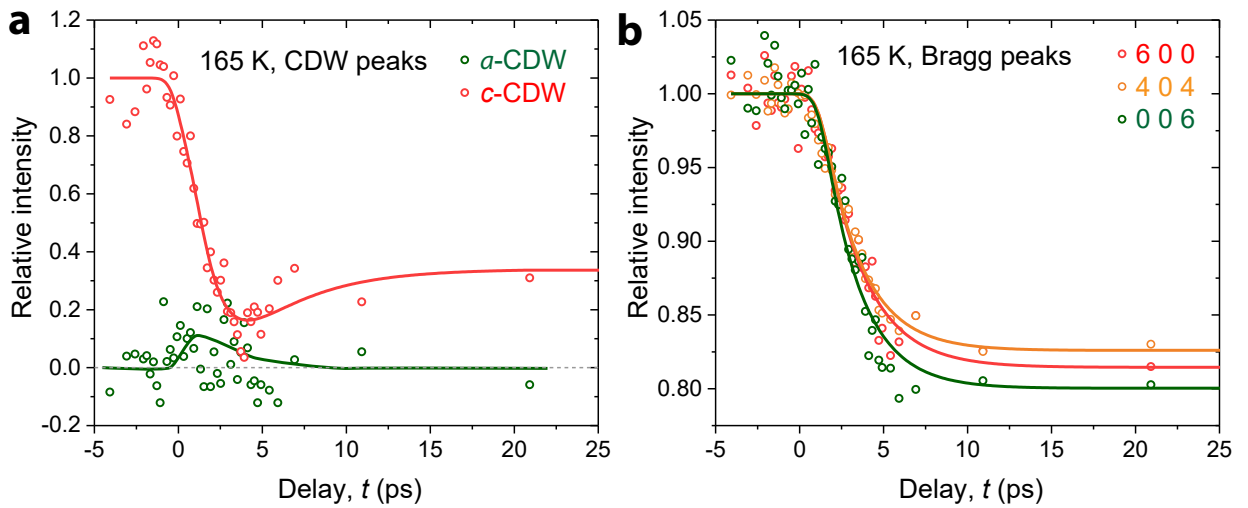 a
165 K, CDW peaks
a-CDW
c-CDW
Relative intensity
1.2
1.0
0.8
0.6
0.4
0.2
0.0
-0.2
-5 0 5 10 15 20 25
Delay, t (ps)
b
165 K, Bragg peaks
6 0 0
4 0 4
0 0 6
Relative intensity
1.05
1.00
0.95
0.90
0.85
0.80
-5 0 5 10 15 20 25
Delay, t (ps)